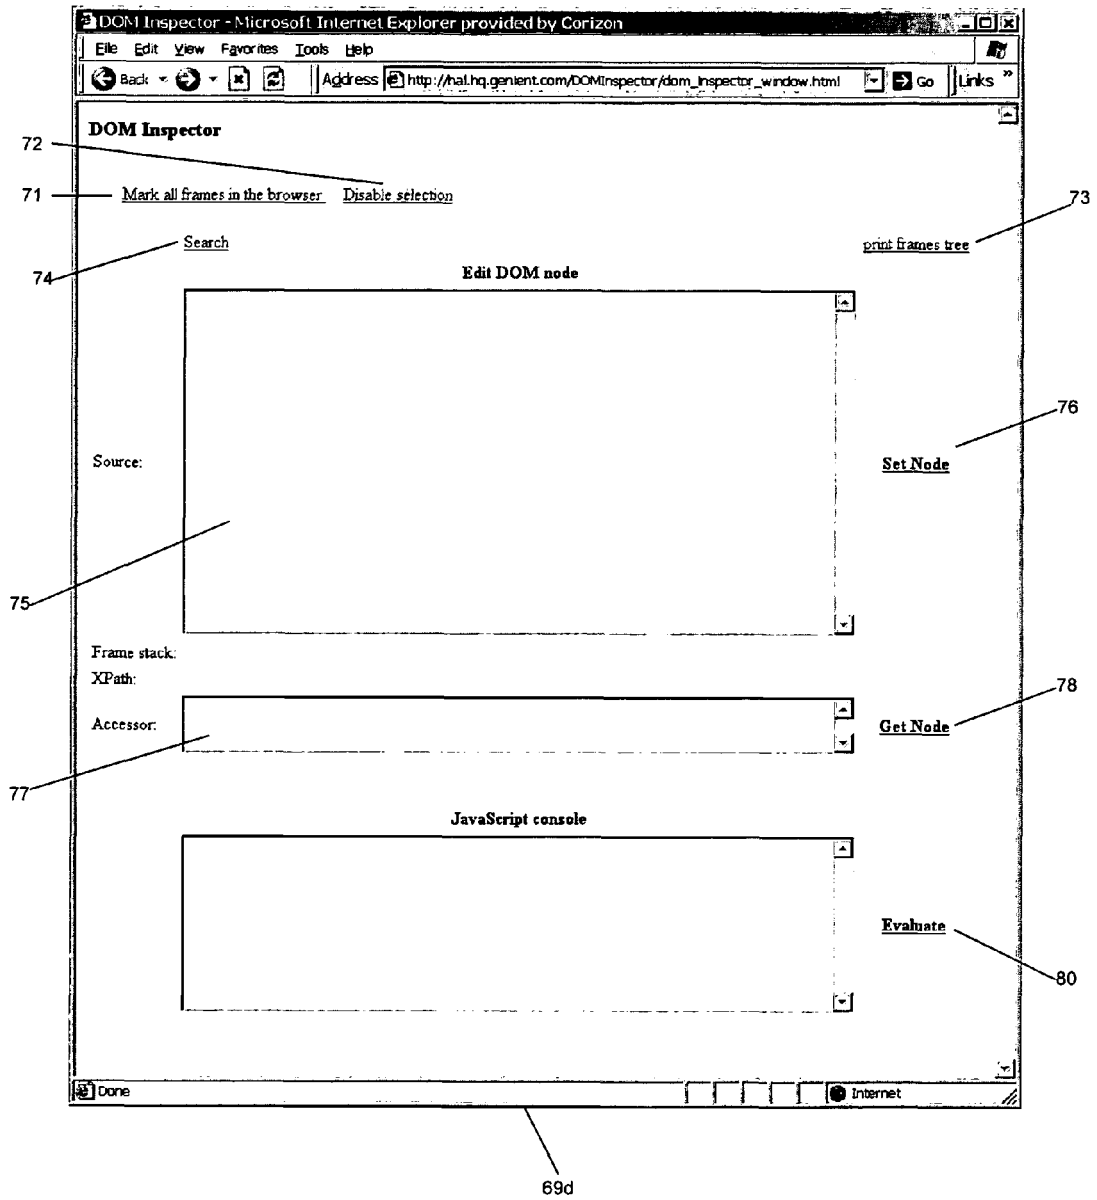 DOM Inspector - Microsoft Internet Explorer provided by Corizon
File Edit View Favorites Tools Help
Back Address http://hal.hq.genient.com/DOMInspector/dom_inspector_window.html Go Links »
DOM Inspector
72
71 Mark all frames in the browser Disable selection
73
Search print frames tree
74
Edit DOM node
76
Source: Set Node
75
Frame stack:
XPath:
78
Accessor: Get Node
77
JavaScript console
Evaluate
80
Done Internet
69d